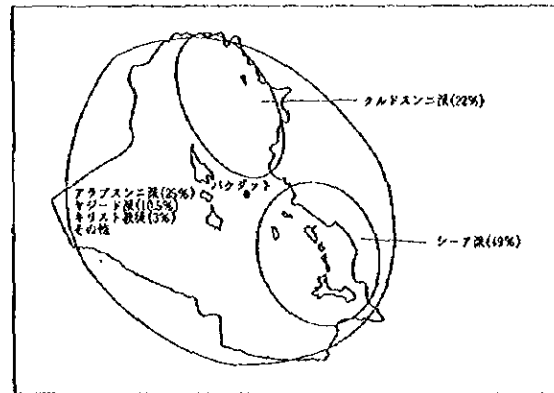 クルドスンニ派(22%)
バクダット
アラブスンニ派(25%)
ヤジード派(10.5%)
キリスト教徒(3%)
その他
シーア派(49%)